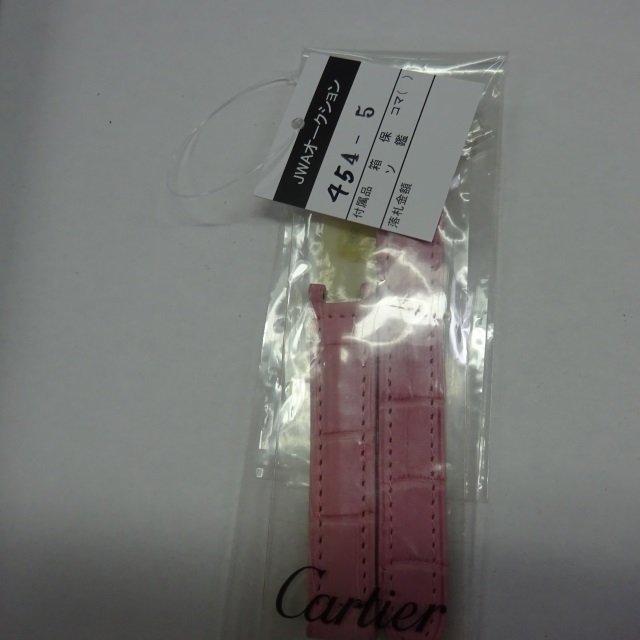 JWAオークション
454-5
付属品 箱 保 コマ( )
ソ 鑑
落札金額
Cartier